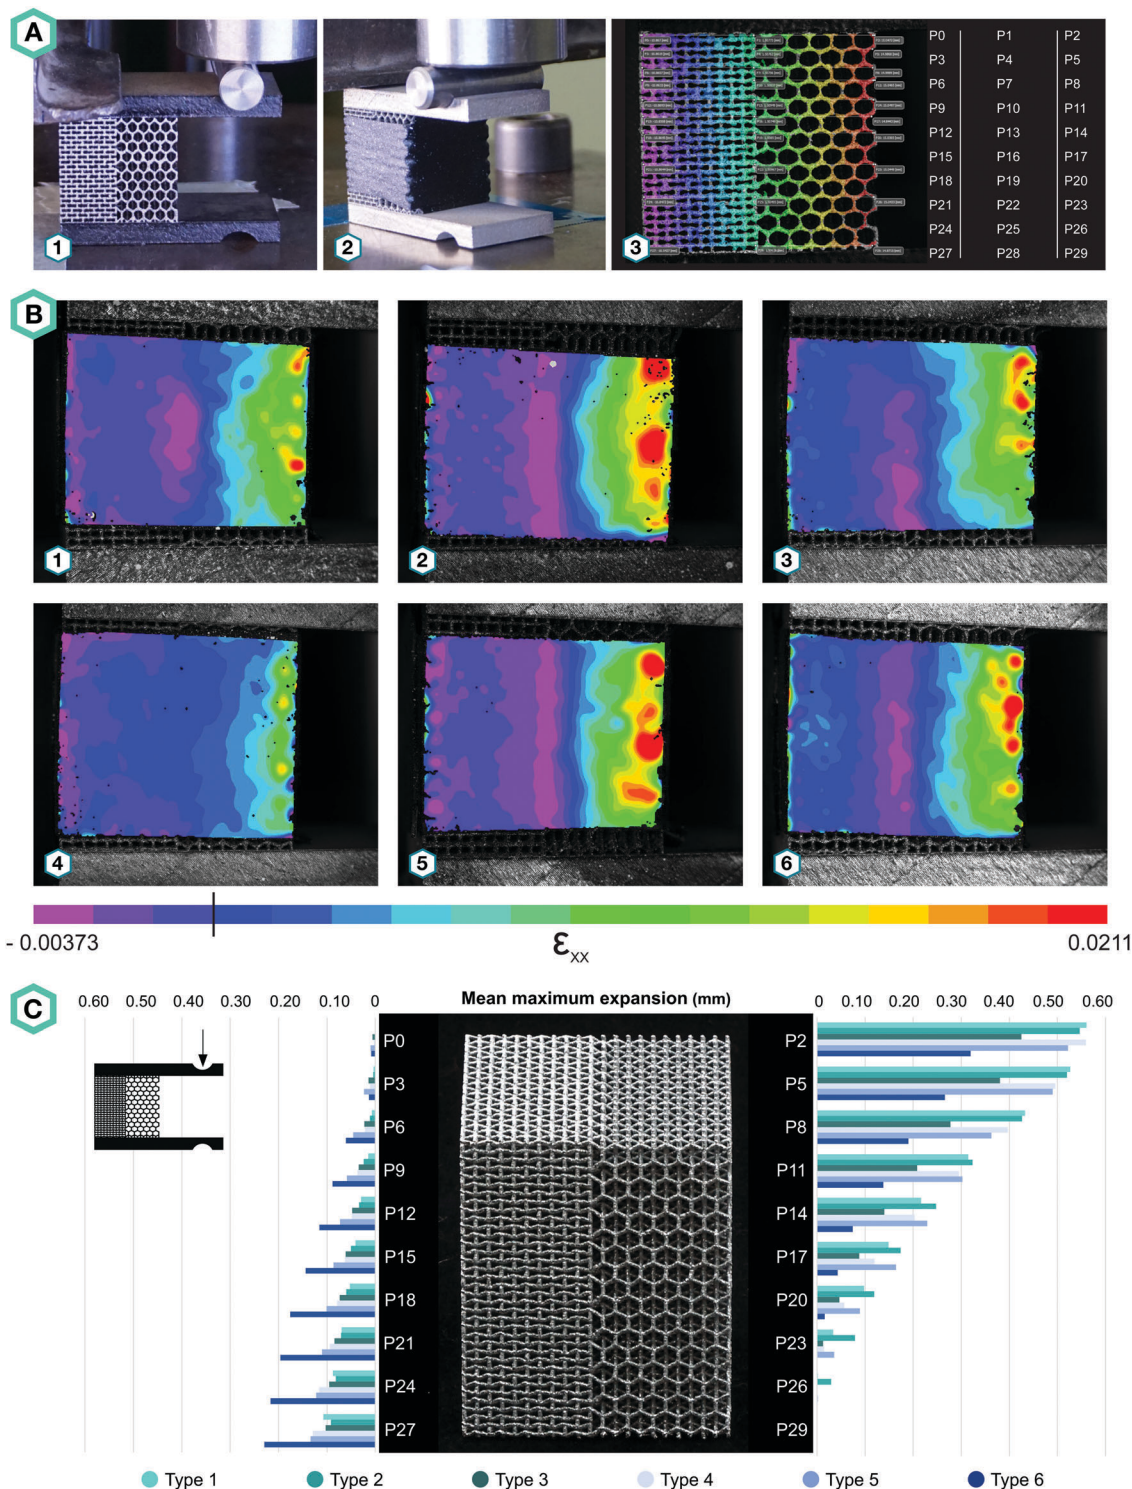 A
1
2
3
P0 P1 P2
P3 P4 P5
P6 P7 P8
P9 P10 P11
P12 P13 P14
P15 P16 P17
P18 P19 P20
P21 P22 P23
P24 P25 P26
P27 P28 P29
B
1
2
3
4
5
6
- 0.00373
εxx
0.0211
C
0.60 0.50 0.40 0.30 0.20 0.10 0
Mean maximum expansion (mm)
0 0.10 0.20 0.30 0.40 0.50 0.60
P0 P2
P3 P5
P6 P8
P9 P11
P12 P14
P15 P17
P18 P20
P21 P23
P24 P26
P27 P29
Type 1 Type 2 Type 3 Type 4 Type 5 Type 6